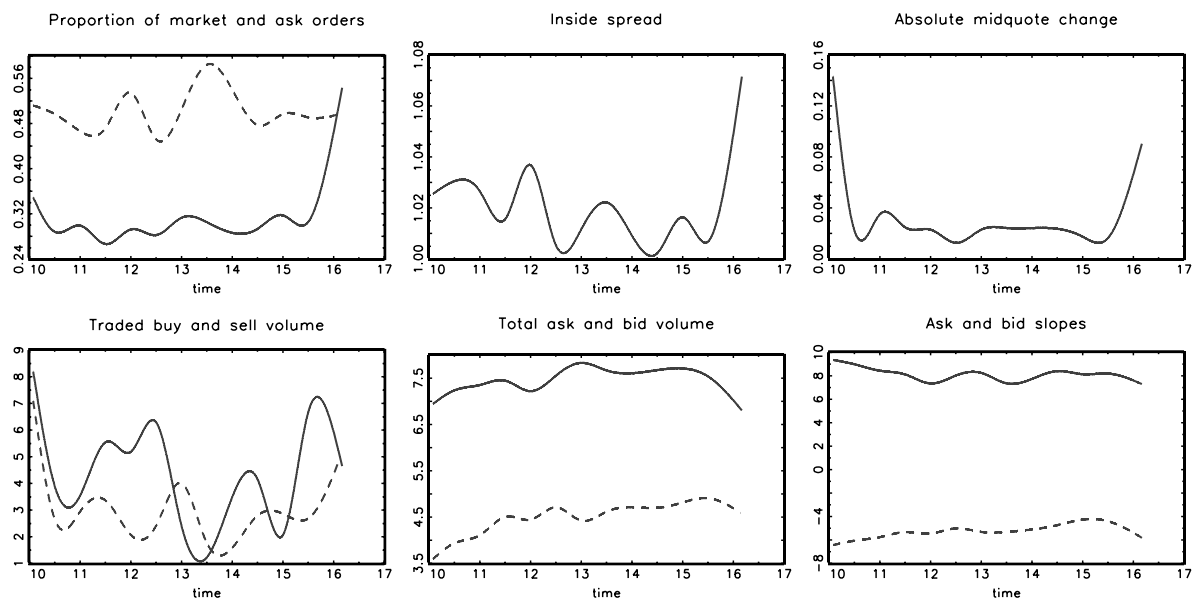 Proportion of market and ask orders
0.56
0.48
0.40
0.32
0.24
10 11 12 13 14 15 16 17
time
Inside spread
1.08
1.06
1.04
1.02
1.00
10 11 12 13 14 15 16 17
time
Absolute midquote change
0.16
0.12
0.08
0.04
0.00
10 11 12 13 14 15 16 17
time
Traded buy and sell volume
9
8
7
6
5
4
3
2
1
10 11 12 13 14 15 16 17
time
Total ask and bid volume
7.5
6.5
5.5
4.5
3.5
10 11 12 13 14 15 16 17
time
Ask and bid slopes
10
8
6
4
2
0
−4
−8
10 11 12 13 14 15 16 17
time